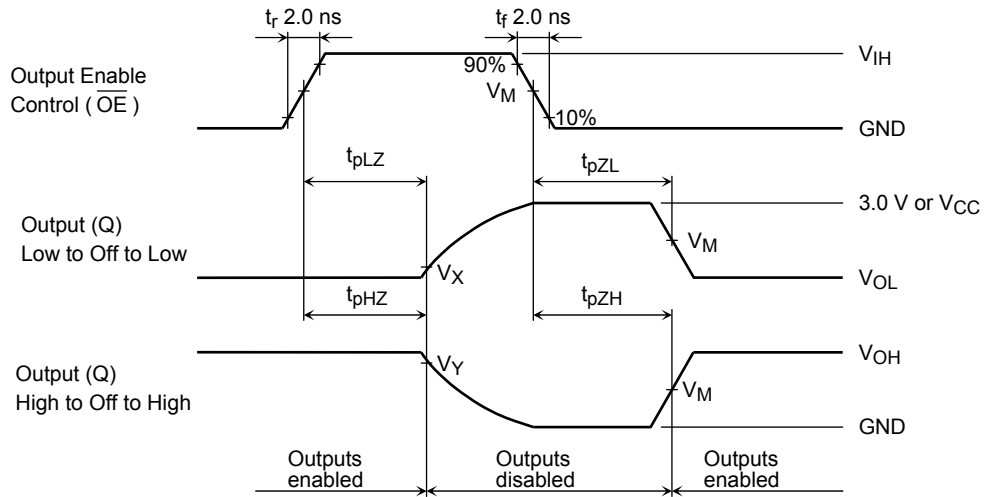 tr 2.0 ns
tf 2.0 ns
Output Enable
Control ( OE )
90%
VM
10%
VIH
GND
tpLZ
tpZL
Output (Q)
Low to Off to Low
VX
VM
3.0 V or VCC
VOL
tpHZ
tpZH
Output (Q)
High to Off to High
VY
VM
VOH
GND
Outputs
enabled
Outputs
disabled
Outputs
enabled